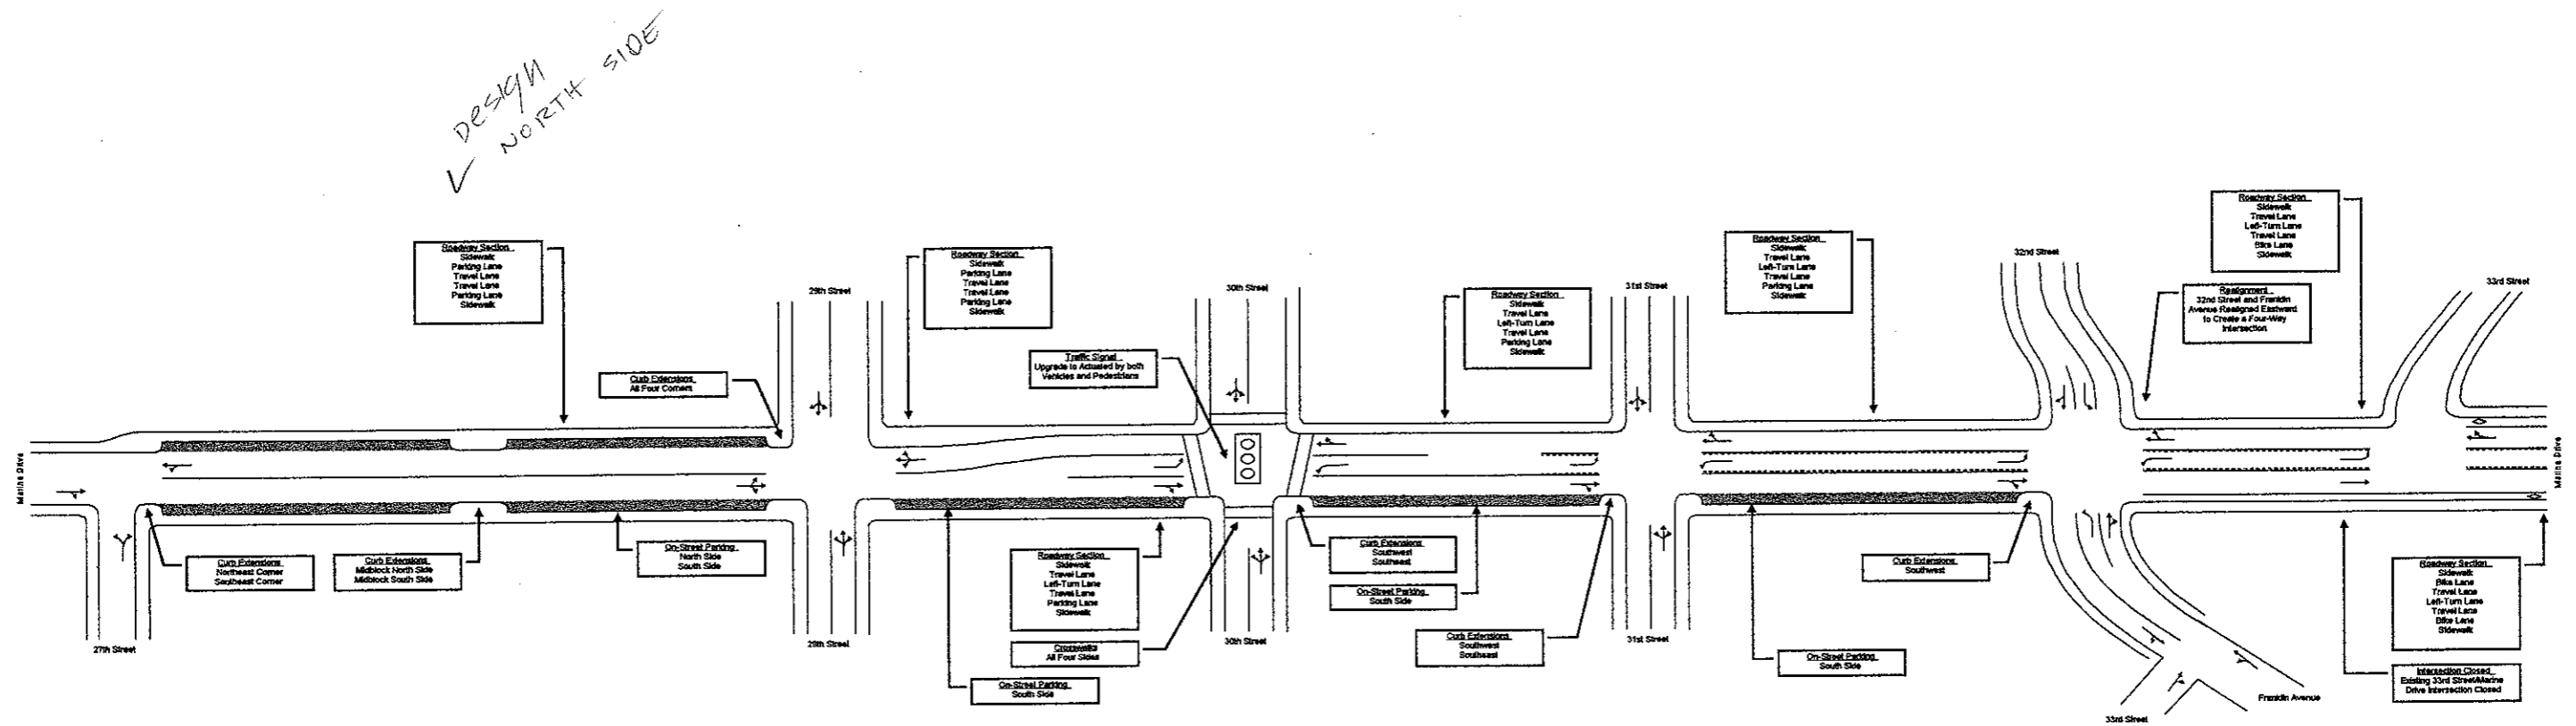 DESIGN
NORTH SIDE
Roadway Section
Sidewalk
Parking Lane
Travel Lane
Travel Lane
Parking Lane
Sidewalk
Curb Extensions
All Four Corners
29th Street
Roadway Section
Sidewalk
Parking Lane
Travel Lane
Travel Lane
Parking Lane
Sidewalk
Traffic Signal
Upgrade to Actuated by both
Vehicles and Pedestrians
30th Street
Roadway Section
Sidewalk
Travel Lane
Left-Turn Lane
Travel Lane
Parking Lane
Sidewalk
31st Street
Roadway Section
Sidewalk
Travel Lane
Left-Turn Lane
Travel Lane
Parking Lane
Sidewalk
32nd Street
Realignment
32nd Street and Franklin
Avenue Realigned Eastward
to Create a Four-Way
Intersection
Roadway Section
Sidewalk
Travel Lane
Left-Turn Lane
Travel Lane
Bike Lane
Sidewalk
33rd Street
Marine Drive
Marine Drive
27th Street
Curb Extensions
Northeast Corner
Southeast Corner
Curb Extensions
Midblock North Side
Midblock South Side
On-Street Parking
North Side
South Side
29th Street
On-Street Parking
South Side
Roadway Section
Sidewalk
Travel Lane
Left-Turn Lane
Travel Lane
Parking Lane
Sidewalk
Crosswalks
All Four Sides
30th Street
Curb Extensions
Southwest
Southeast
On-Street Parking
South Side
Curb Extensions
Southwest
Southeast
31st Street
On-Street Parking
South Side
Curb Extensions
Southwest
33rd Street
Franklin Avenue
Roadway Section
Sidewalk
Bike Lane
Travel Lane
Left-Turn Lane
Travel Lane
Bike Lane
Sidewalk
Intersection Closed
Existing 33rd Street/Marine
Drive Intersection Closed